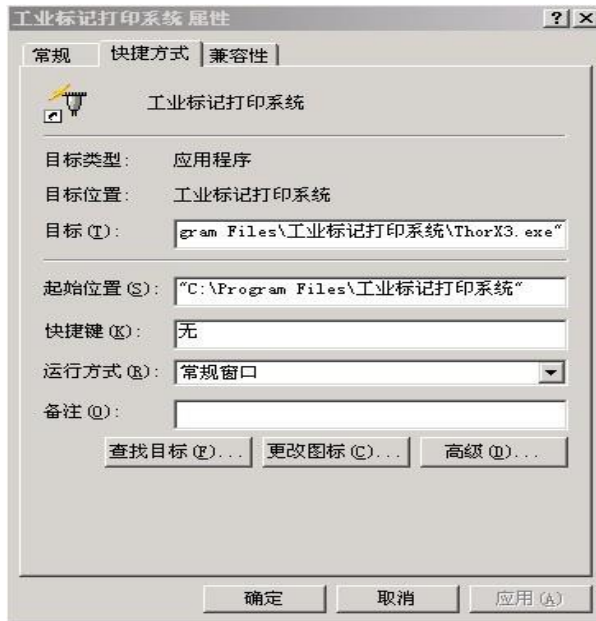 工业标记打印系统 属性
常规 快捷方式 兼容性
工业标记打印系统
目标类型: 应用程序
目标位置: 工业标记打印系统
目标(T): gram Files\工业标记打印系统\ThorX3.exe"
起始位置(S): "C:\Program Files\工业标记打印系统"
快捷键(K): 无
运行方式(R): 常规窗口
备注(O):
查找目标(F)... 更改图标(C)... 高级(D)...
确定 取消 应用(A)